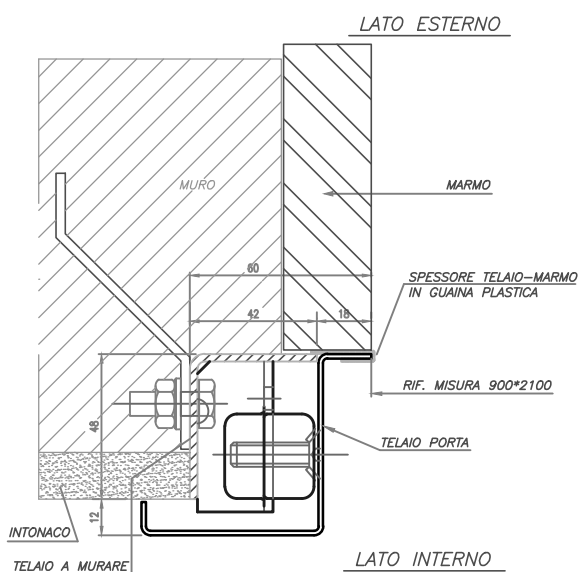 LATO ESTERNO
MURO
MARMO
60
SPESSORE TELAIO-MARMO
IN GUAINA PLASTICA
42
18
RIF. MISURA 900*2100
48
TELAIO PORTA
12
INTONACO
TELAIO A MURARE
LATO INTERNO